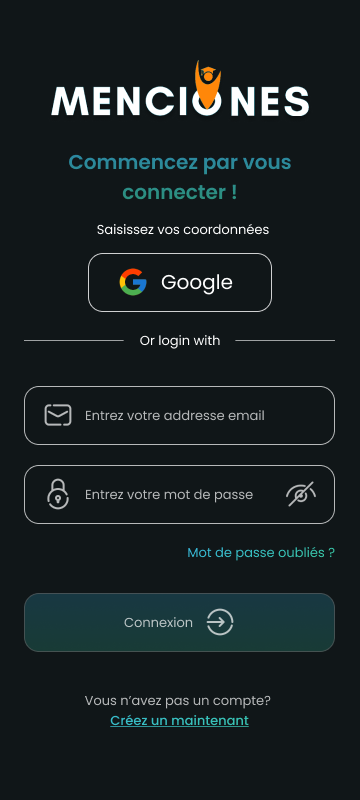 MENCIONES
Commencez par vous
connecter !
Saisissez vos coordonnées
Google
Or login with
Entrez votre addresse email
Entrez votre mot de passe
Mot de passe oubliés ?
Connexion
Vous n’avez pas un compte?
Créez un maintenant